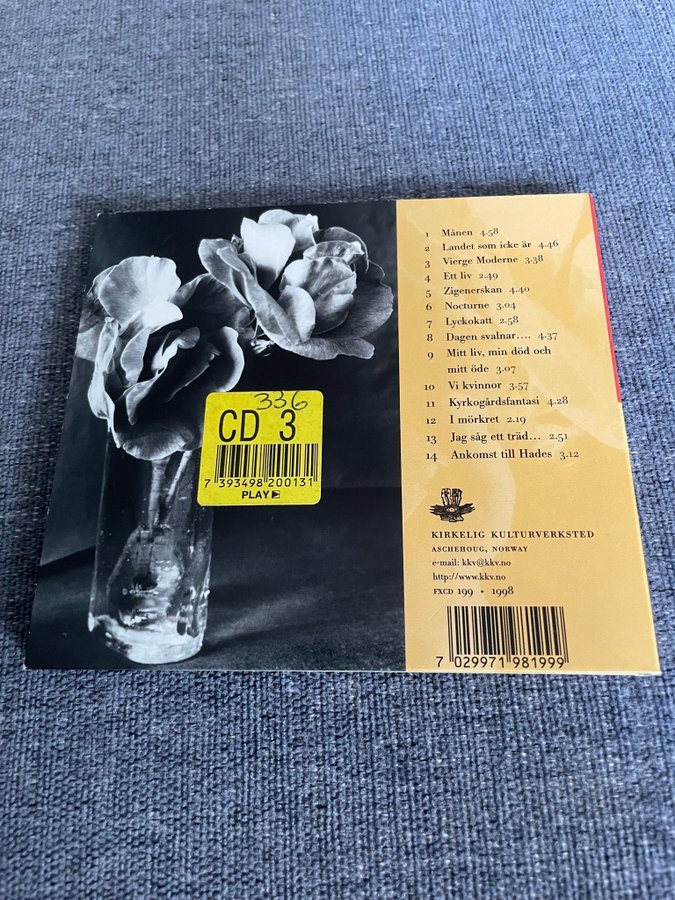 336
CD 3
7 393498 200131
PLAY
1 Månen 4.58
2 Landet som icke är 4.46
3 Vierge Moderne 3.38
4 Ett liv 2.49
5 Zigenerskan 4.40
6 Nocturne 3.04
7 Lyckokatt 2.58
8 Dagen svalnar.... 4.37
9 Mitt liv, min död och
mitt öde 3.07
10 Vi kvinnor 3.57
11 Kyrkogårdsfantasi 4.28
12 I mörkret 2.19
13 Jag såg ett träd... 2.51
14 Ankomst till Hades 3.12
KIRKELIG KULTURVERKSTED
ASCHEHOUG, NORWAY
e-mail: kkv@kkv.no
http://www.kkv.no
FXCD 199 • 1998
7 029971 981999